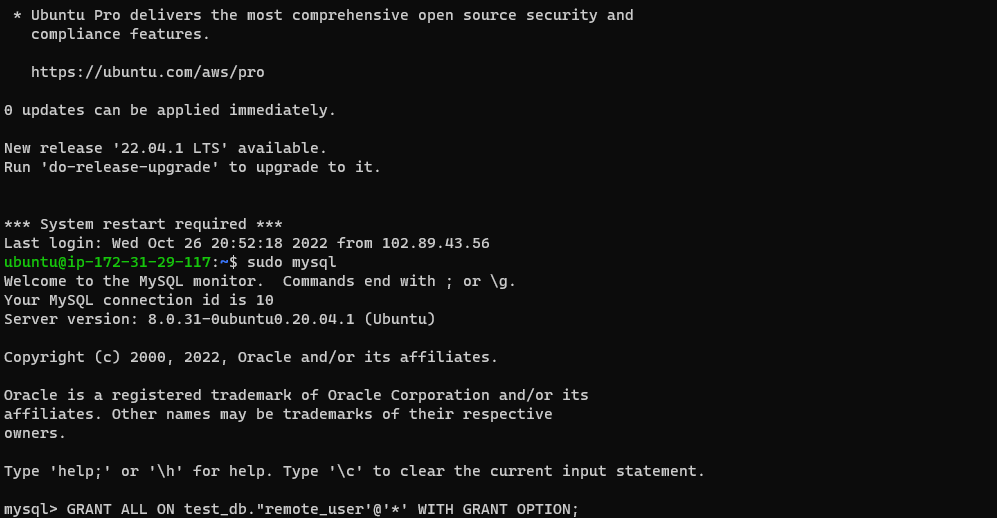 * Ubuntu Pro delivers the most comprehensive open source security and
compliance features.
https://ubuntu.com/aws/pro
0 updates can be applied immediately.
New release '22.04.1 LTS' available.
Run 'do-release-upgrade' to upgrade to it.
*** System restart required ***
Last login: Wed Oct 26 20:52:18 2022 from 102.89.43.56
ubuntu@ip-172-31-29-117:~$ sudo mysql
Welcome to the MySQL monitor.  Commands end with ; or \g.
Your MySQL connection id is 10
Server version: 8.0.31-0ubuntu0.20.04.1 (Ubuntu)
Copyright (c) 2000, 2022, Oracle and/or its affiliates.
Oracle is a registered trademark of Oracle Corporation and/or its
affiliates. Other names may be trademarks of their respective
owners.
Type 'help;' or '\h' for help. Type '\c' to clear the current input statement.
mysql> GRANT ALL ON test_db."remote_user'@'*' WITH GRANT OPTION;